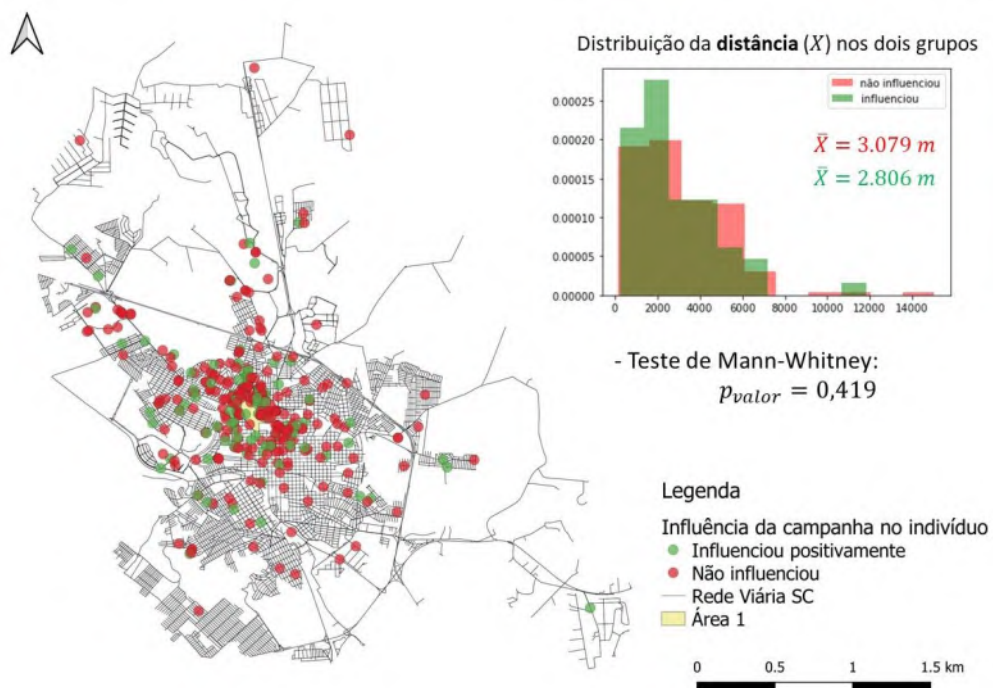 Distribuição da distância (X) nos dois grupos
não influenciou
influenciou
0.00025
0.00020
0.00015
0.00010
0.00005
0.00000
X̄ = 3.079 m
X̄ = 2.806 m
0 2000 4000 6000 8000 10000 12000 14000
- Teste de Mann-Whitney:
p_valor = 0,419
Legenda
Influência da campanha no indivíduo
Influenciou positivamente
Não influenciou
Rede Viária SC
Área 1
0 0.5 1 1.5 km